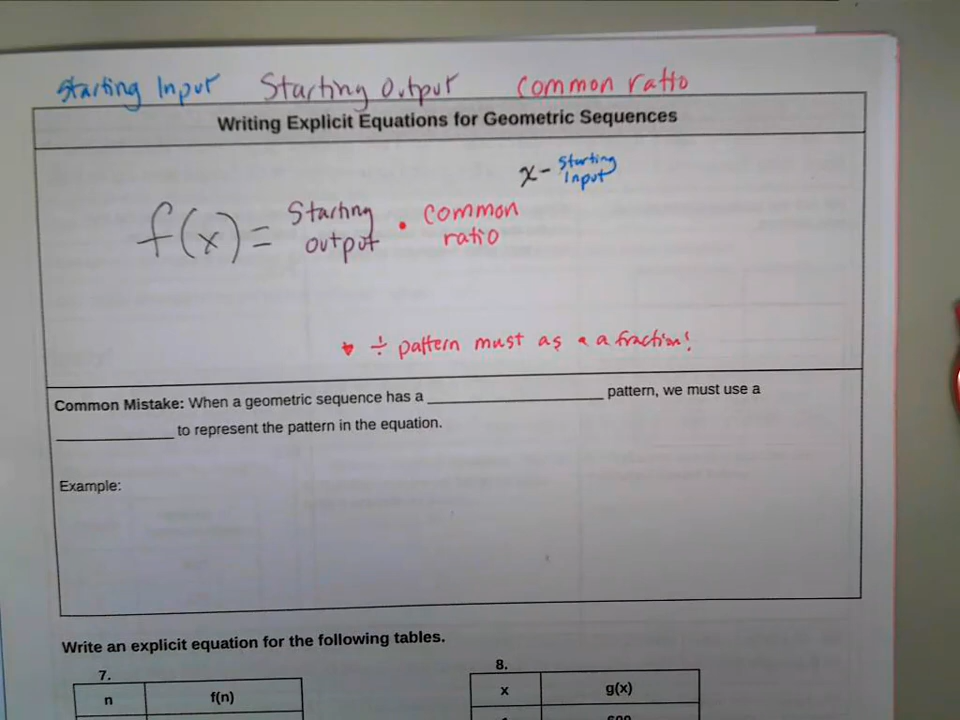 Starting Input Starting Output common ratio
Writing Explicit Equations for Geometric Sequences
x - Starting
Input
f(x) = Starting output • common ratio
÷ pattern must as a a fraction!
Common Mistake: When a geometric sequence has a ____________________ pattern, we must use a
_____________ to represent the pattern in the equation.
Example:
Write an explicit equation for the following tables.
7. 8.
n f(n) x g(x)